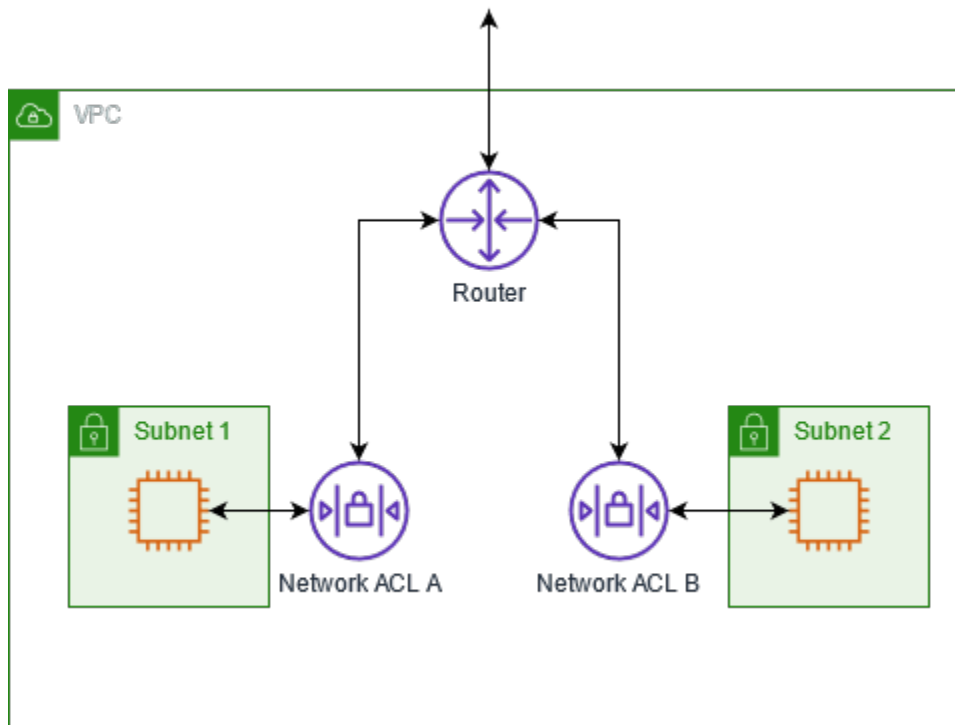 VPC
Router
Subnet 1
Subnet 2
Network ACL A
Network ACL B